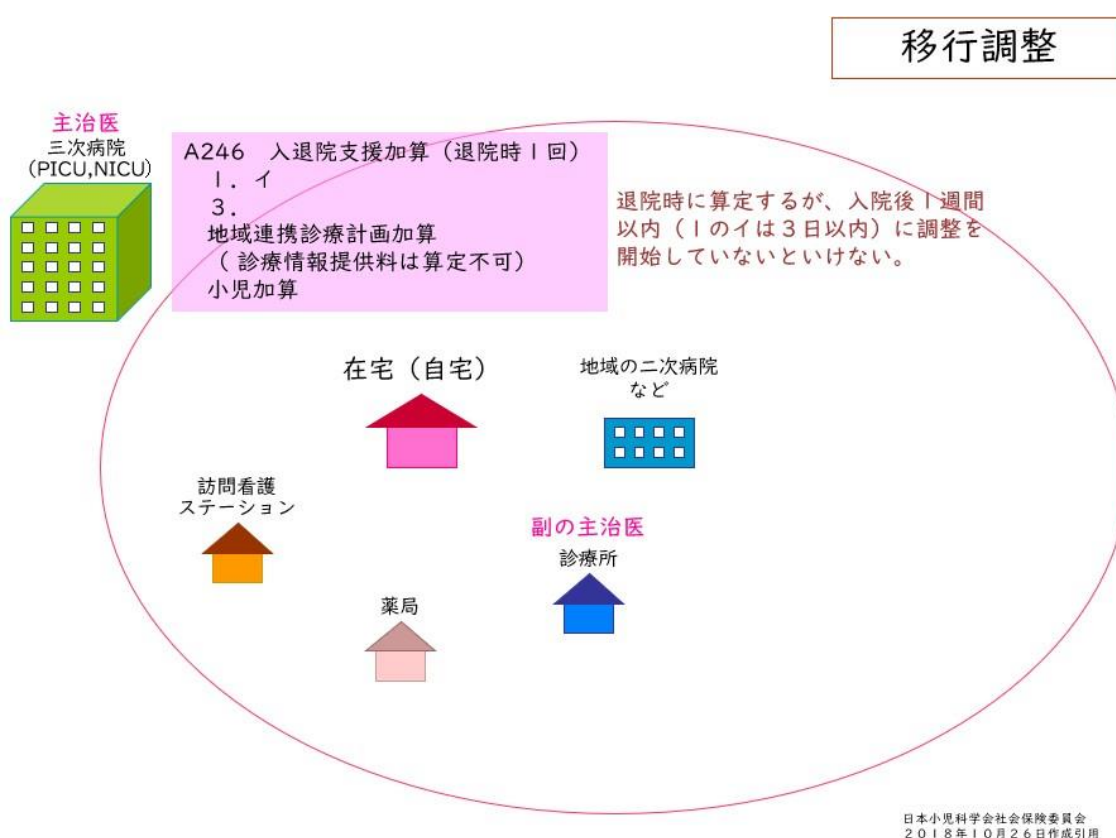 移行調整
主治医
三次病院
(PICU,NICU)
A246 入退院支援加算(退院時1回)
1. イ
3.
地域連携診療計画加算
( 診療情報提供料は算定不可)
小児加算
退院時に算定するが、入院後1週間
以内(1のイは3日以内)に調整を
開始していないといけない。
在宅(自宅)
地域の二次病院
など
訪問看護
ステーション
副の主治医
診療所
薬局
日本小児科学会社会保険委員会
2018年10月26日作成引用